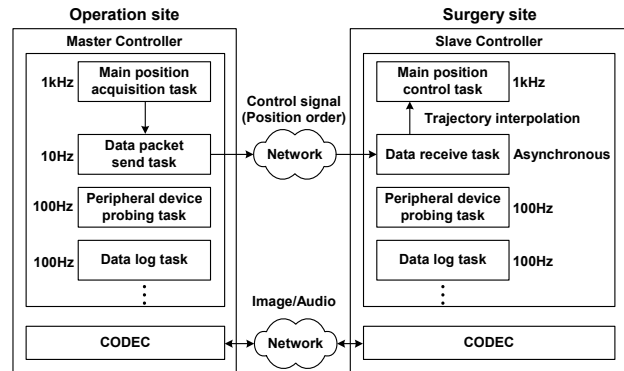 Operation site
Master Controller
1kHz
Main position
acquisition task
10Hz
Data packet
send task
100Hz
Peripheral device
probing task
100Hz
Data log task
CODEC
Control signal
(Position order)
Network
Image/Audio
Network
Surgery site
Slave Controller
Main position
control task
1kHz
Trajectory interpolation
Data receive task
Asynchronous
Peripheral device
probing task
100Hz
Data log task
100Hz
CODEC